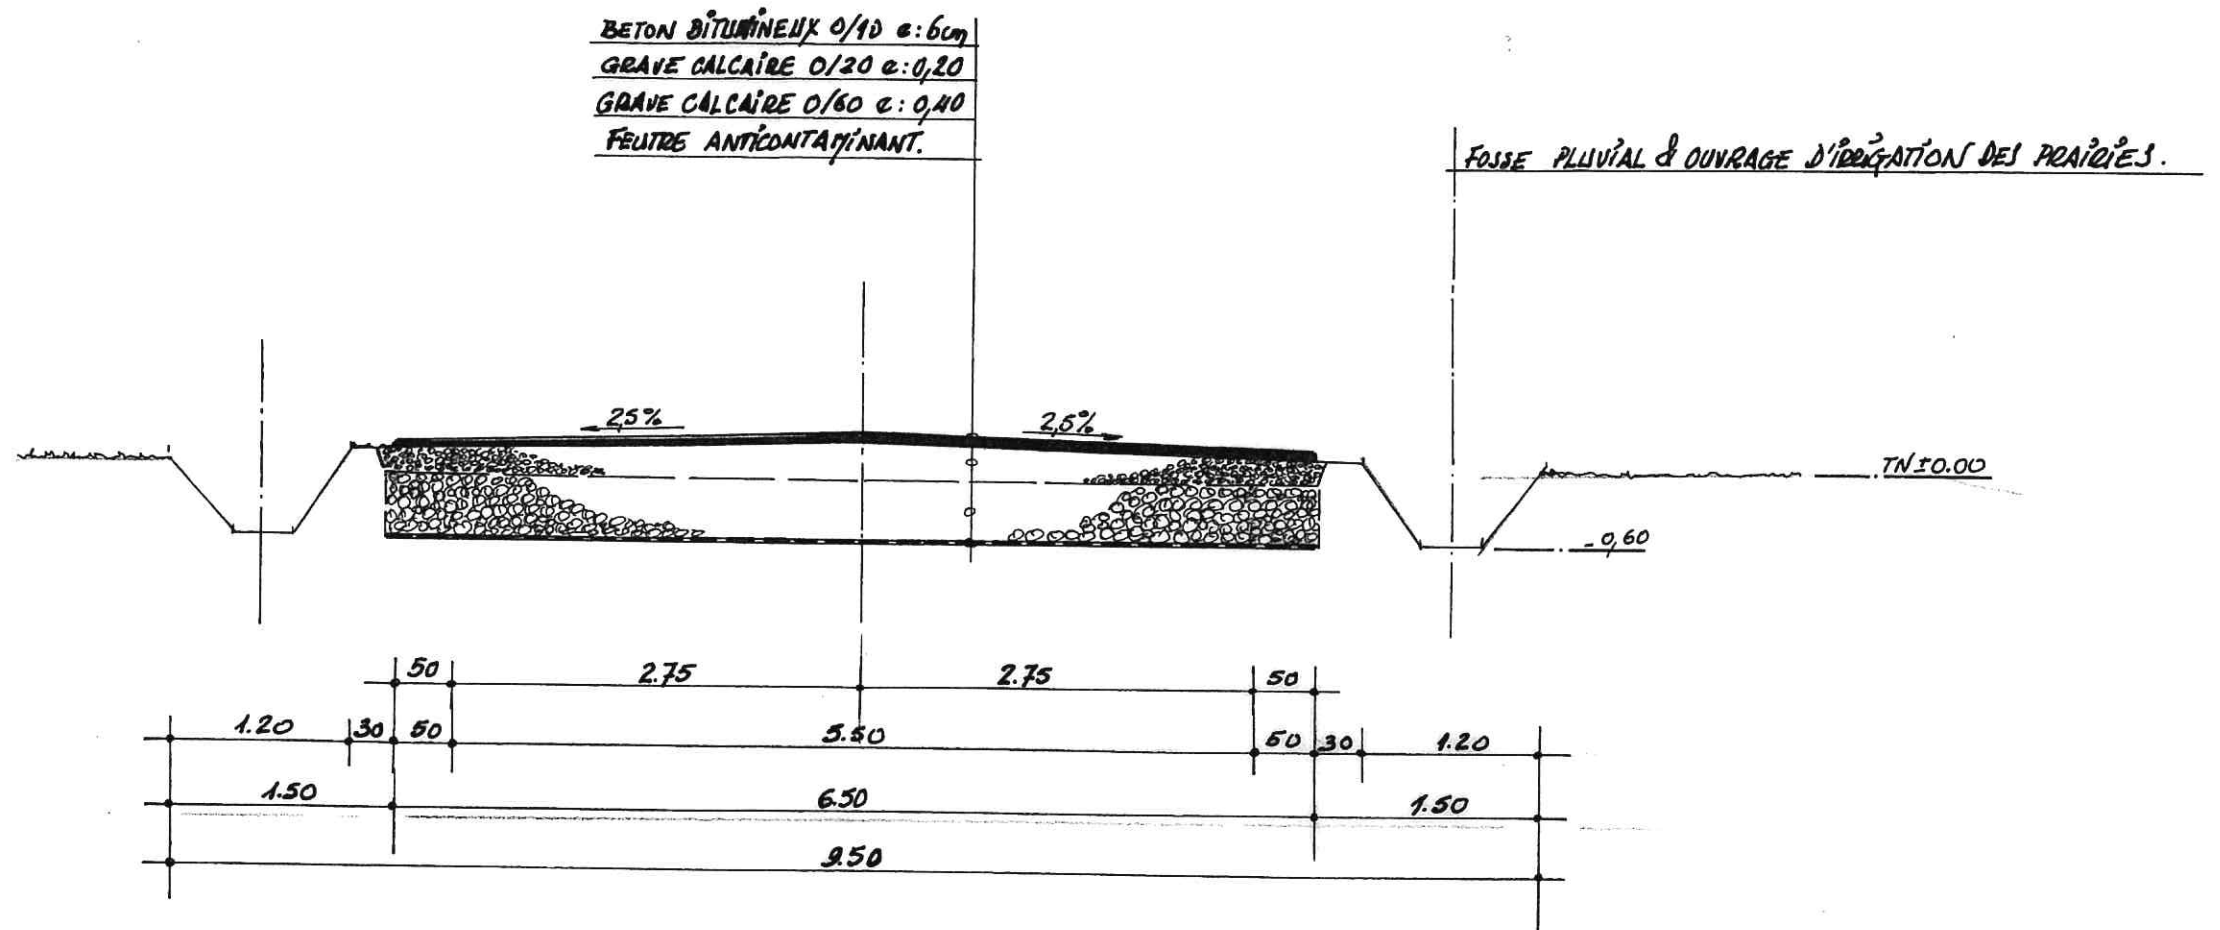 BETON BiTUMiNEUX 0/10 e: 6cm
GRAVE CALCAiRE 0/20 e: 0,20
GRAVE CALCAiRE 0/60 e: 0,40
FEUTRE ANTiCONTAMiNANT.
FOSSE PLUViAL & OUVRAGE D'iRRiGATiON DES PRAiRiES.
2,5%
2,5%
TN±0.00
-0,60
50 2.75 2.75 50
1.20 30 50 5.50 50 30 1.20
1.50 6.50 1.50
9.50